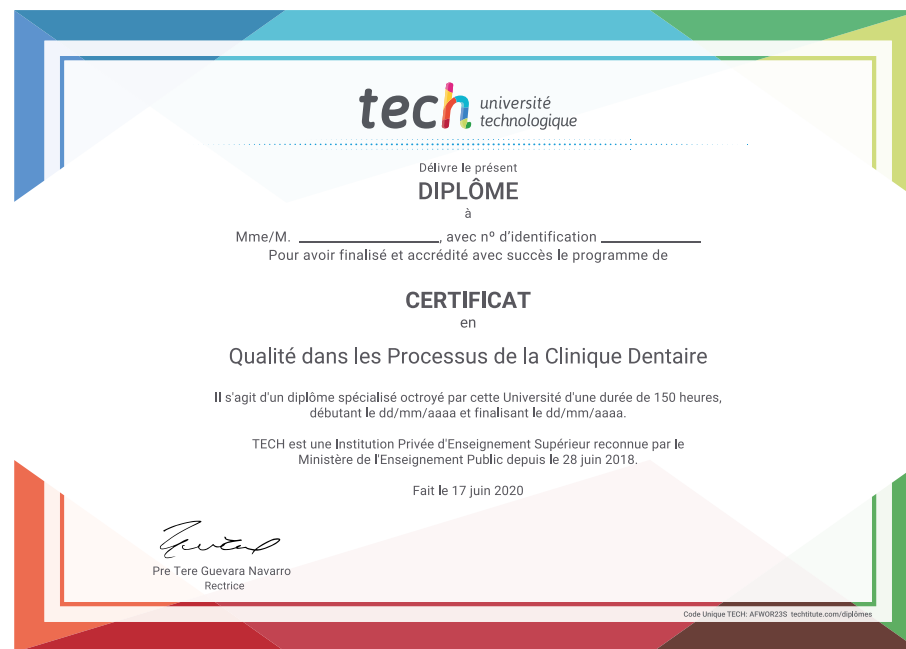 tech université
technologique
Délivre le présent
DIPLÔME
à
Mme/M. ____________________, avec nº d'identification ______________
Pour avoir finalisé et accrédité avec succès le programme de
CERTIFICAT
en
Qualité dans les Processus de la Clinique Dentaire
Il s'agit d'un diplôme spécialisé octroyé par cette Université d'une durée de 150 heures,
débutant le dd/mm/aaaa et finalisant le dd/mm/aaaa.
TECH est une Institution Privée d'Enseignement Supérieur reconnue par le
Ministère de l'Enseignement Public depuis le 28 juin 2018.
Fait le 17 juin 2020
Pre Tere Guevara Navarro
Rectrice
Code Unique TECH: AFWOR23S techtitute.com/diplômes